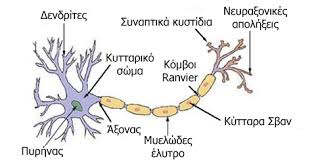 Δενδρίτες
Συναπτικά κυστίδια
Νευραξονικές
απολήξεις
Κυτταρικό
σώμα
Κόμβοι
Ranvier
Κύτταρα Σβαν
Άξονας
Μυελώδες
έλυτρο
Πυρήνας